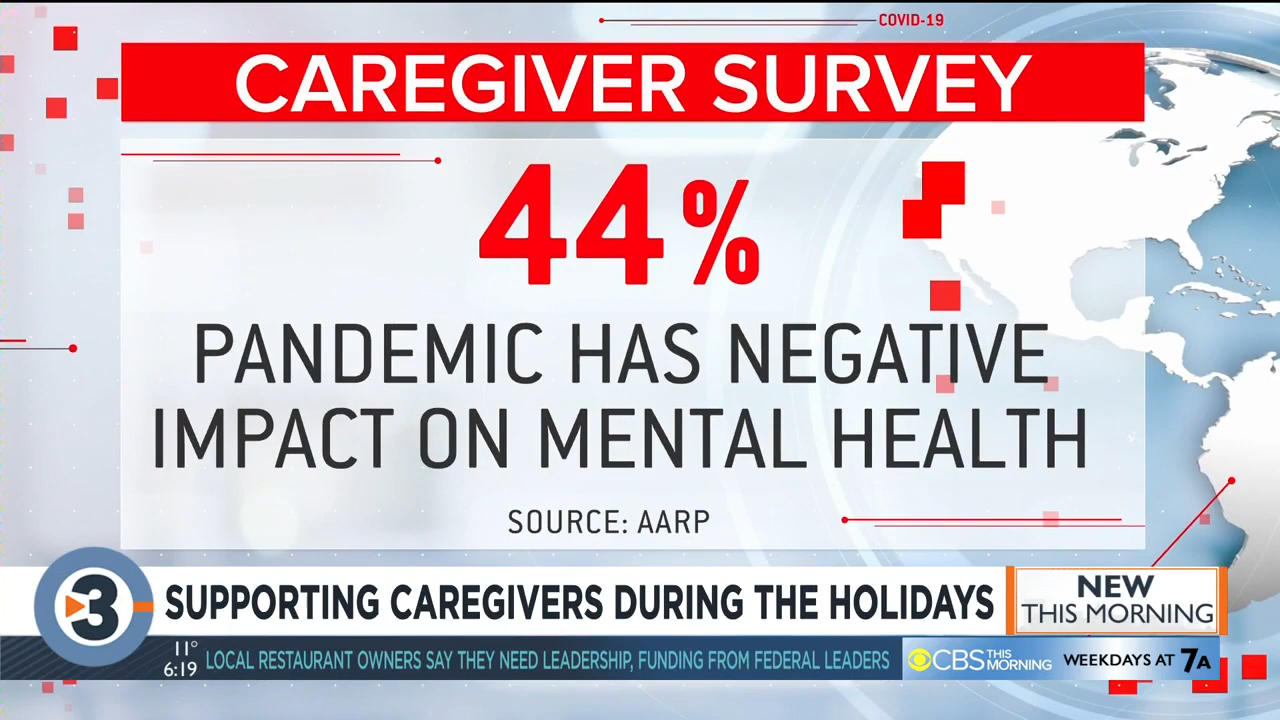 COVID-19
CAREGIVER SURVEY
44%
PANDEMIC HAS NEGATIVE
IMPACT ON MENTAL HEALTH
SOURCE: AARP
3
SUPPORTING CAREGIVERS DURING THE HOLIDAYS
NEW
THIS MORNING
11°
6:19
LOCAL RESTAURANT OWNERS SAY THEY NEED LEADERSHIP, FUNDING FROM FEDERAL LEADERS
CBS THIS MORNING
WEEKDAYS AT 7A